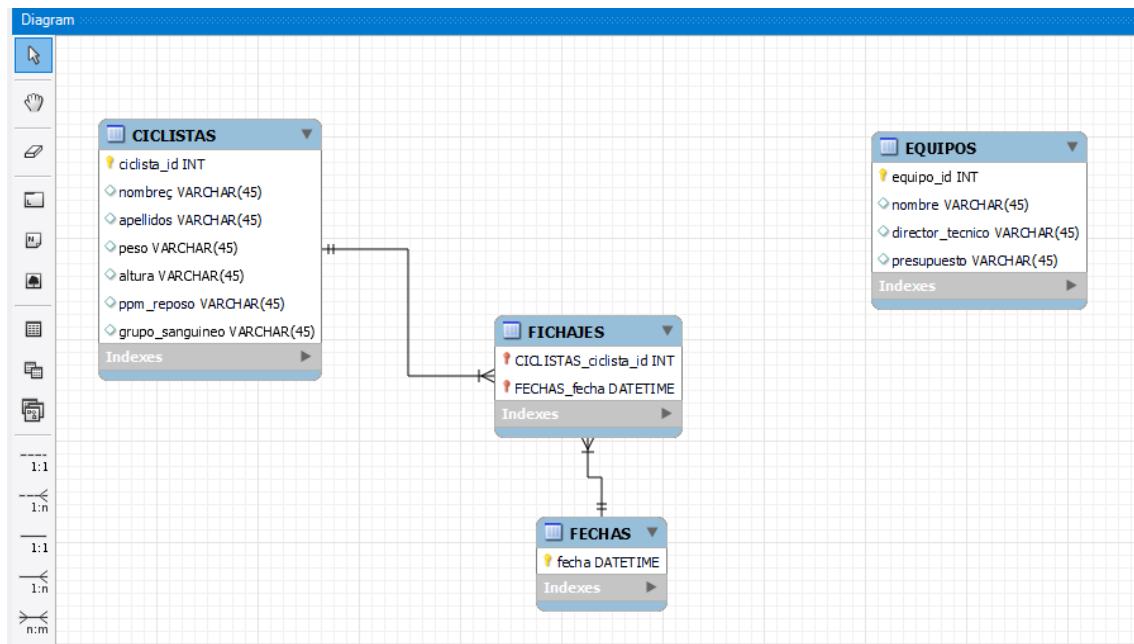 Diagram
CICLISTAS
ciclista_id INT
nombreç VARCHAR(45)
apellidos VARCHAR(45)
peso VARCHAR(45)
altura VARCHAR(45)
ppm_reposo VARCHAR(45)
grupo_sanguineo VARCHAR(45)
Indexes
EQUIPOS
equipo_id INT
nombre VARCHAR(45)
director_tecnico VARCHAR(45)
presupuesto VARCHAR(45)
Indexes
FICHAJES
CICLISTAS_ciclista_id INT
FECHAS_fecha DATETIME
Indexes
FECHAS
fecha DATETIME
Indexes
1:1
1:n
1:1
1:n
n:m